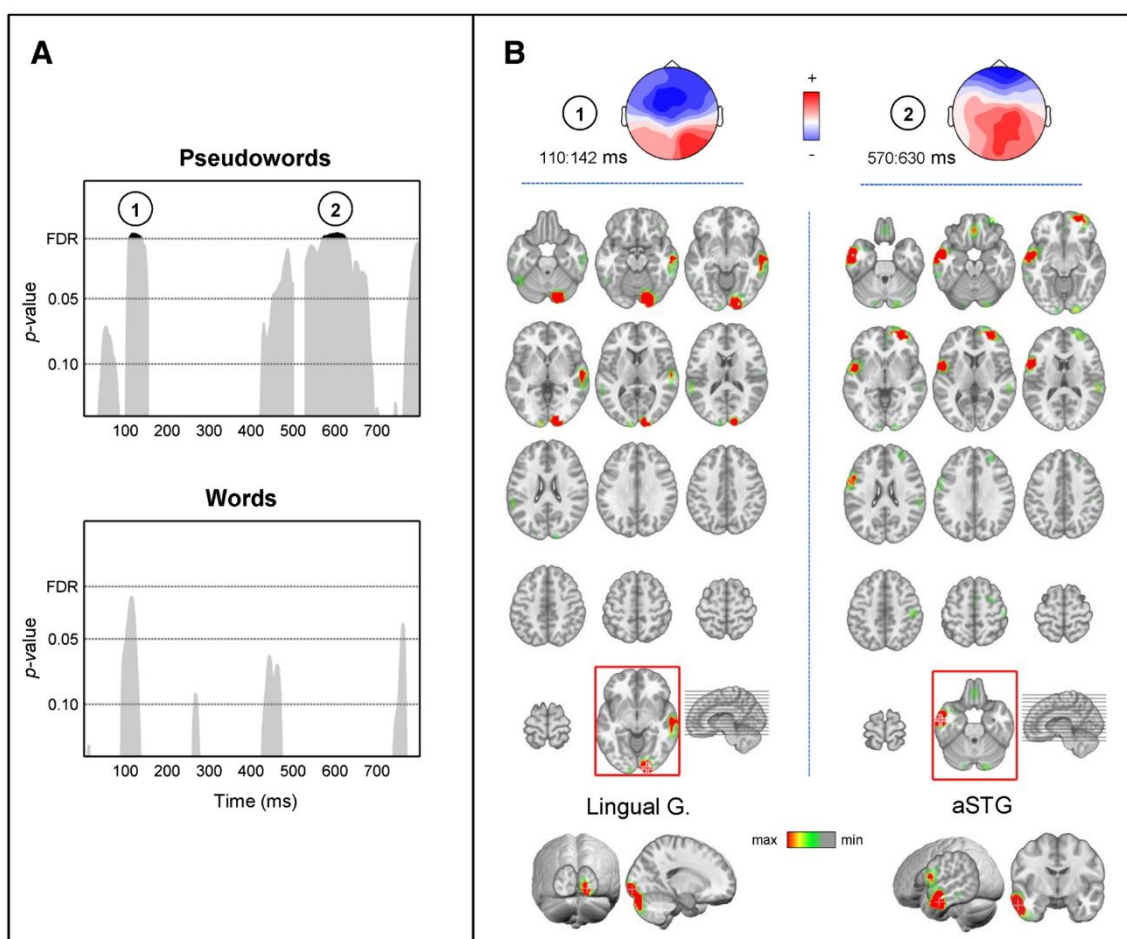 A
Pseudowords
1
2
FDR
0.05
0.10
p-value
100 200 300 400 500 600 700
Words
FDR
0.05
0.10
p-value
100 200 300 400 500 600 700
Time (ms)
B
1
110:142 ms
+
-
2
570:630 ms
Lingual G.
aSTG
max
min